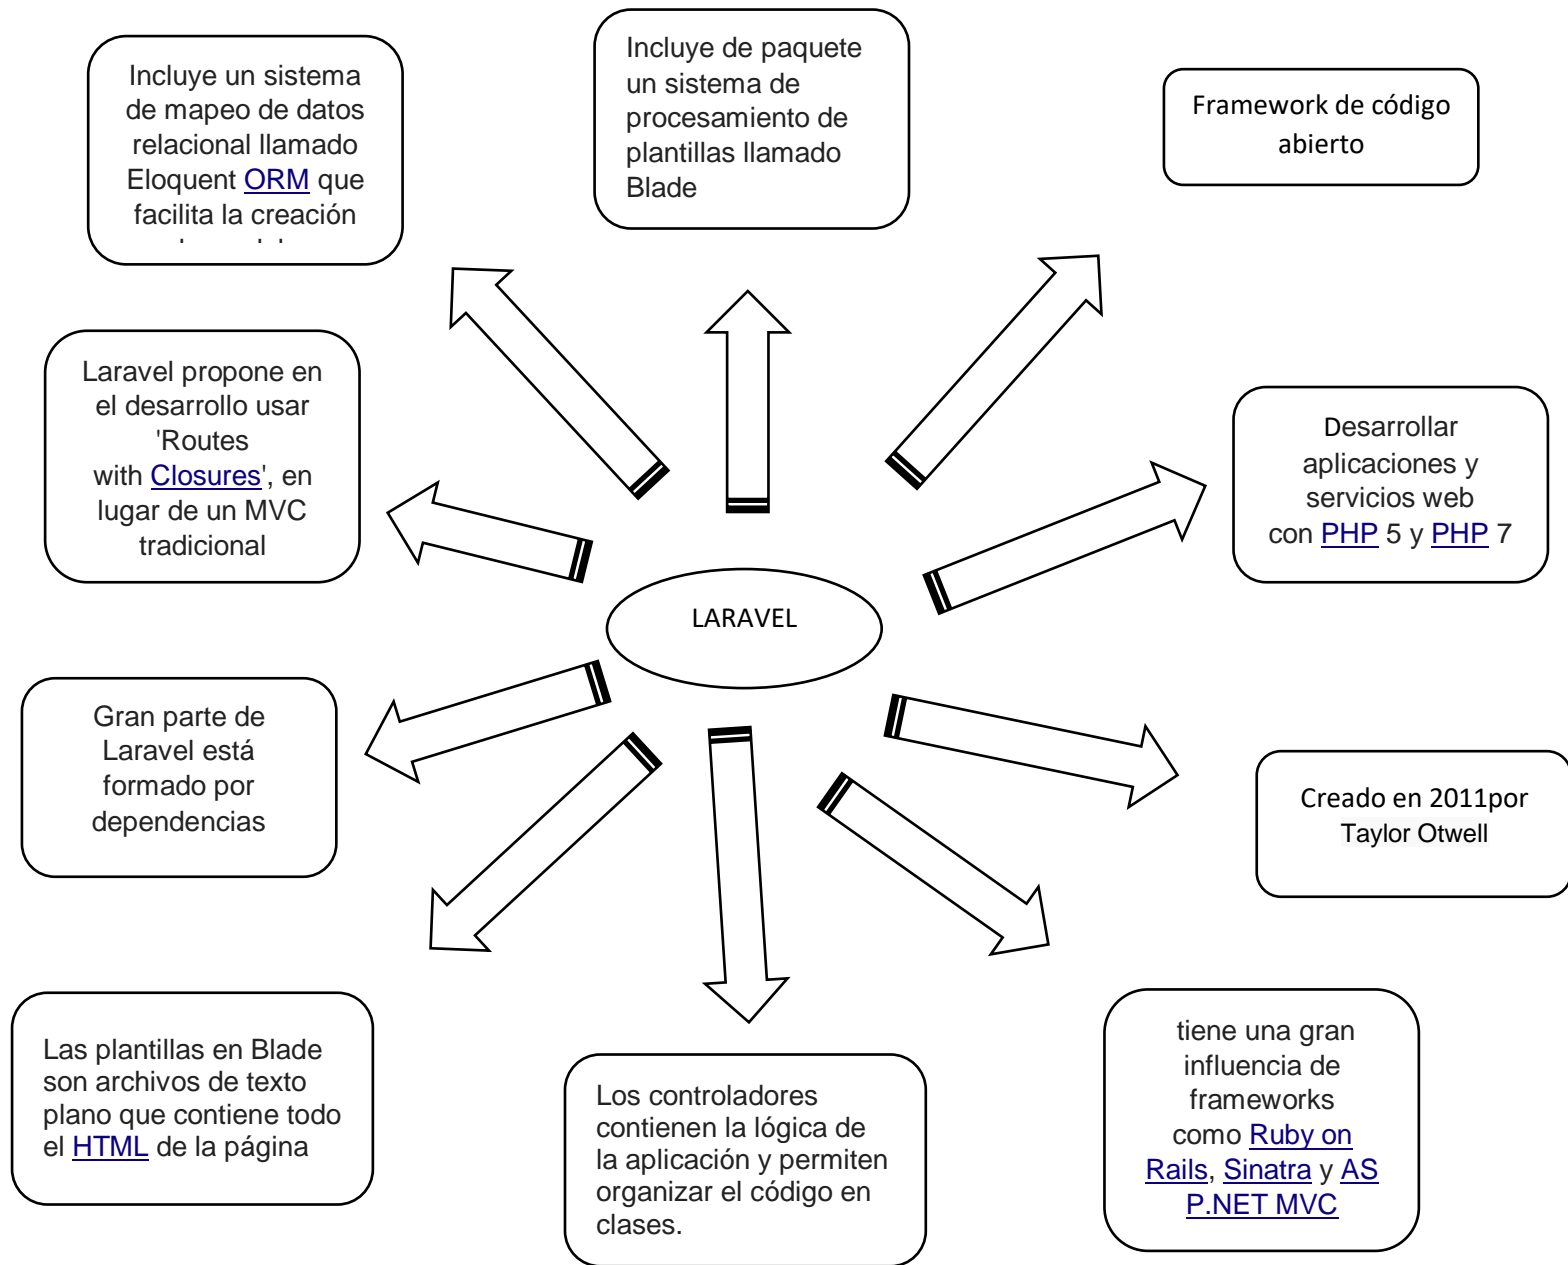 Incluye un sistema
de mapeo de datos
relacional llamado
Eloquent ORM que
facilita la creación
Incluye de paquete
un sistema de
procesamiento de
plantillas llamado
Blade
Framework de código
abierto
Laravel propone en
el desarrollo usar
'Routes
with Closures', en
lugar de un MVC
tradicional
Desarrollar
aplicaciones y
servicios web
con PHP 5 y PHP 7
LARAVEL
Gran parte de
Laravel está
formado por
dependencias
Creado en 2011por
Taylor Otwell
Las plantillas en Blade
son archivos de texto
plano que contiene todo
el HTML de la página
Los controladores
contienen la lógica de
la aplicación y permiten
organizar el código en
clases.
tiene una gran
influencia de
frameworks
como Ruby on
Rails, Sinatra y AS
P.NET MVC